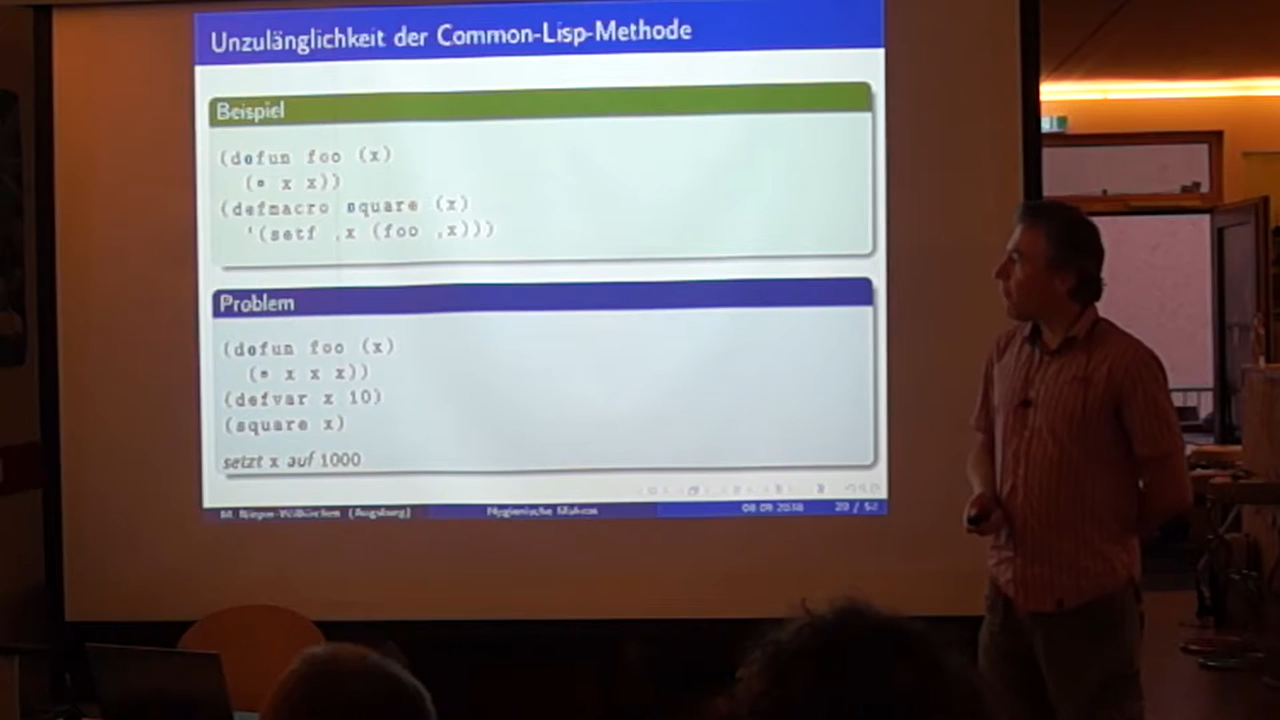 Unzulänglichkeit der Common-Lisp-Methode
Beispiel
(defun foo (x)
(* x x))
(defmacro square (x)
`(setf ,x (foo ,x)))
Problem
(defun foo (x)
(* x x x))
(defvar x 10)
(square x)
setzt x auf 1000
(Augsburg)
Hygienische Makros